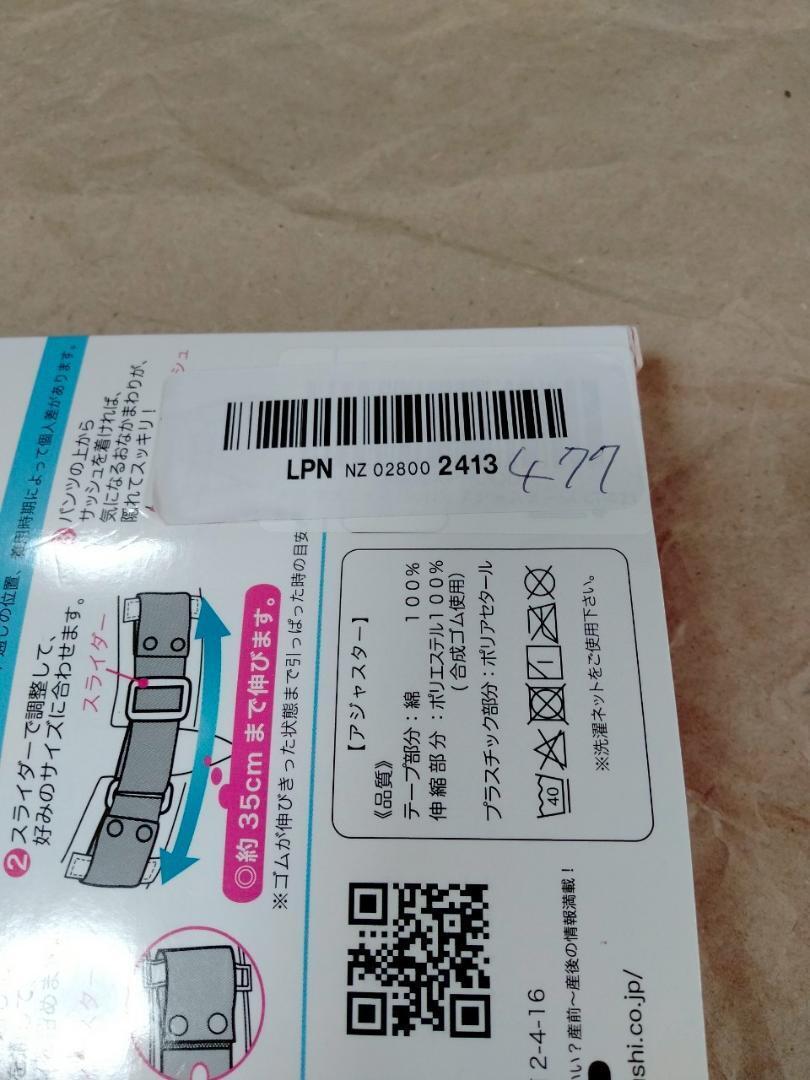 LPN NZ 02800 2413 477
着用時期によって個人差があります。
パンツの上から
サッシュを着ければ、
気になるおなかまわりが、
隠れてスッキリ！
シュ
② スライダーで調整して、
好みのサイズに合わせます。
スライダー
◎約 35cm まで伸びます。
※ゴムが伸びきった状態まで引っぱった時の目安
【アジャスター】
《品質》
テープ部分：綿 100％
伸縮部分：ポリエステル100％
（合成ゴム使用）
プラスチック部分：ポリアセタール
40
※洗濯ネットをご使用下さい。
2-4-16
い？産前〜産後の情報満載！
shi.co.jp/